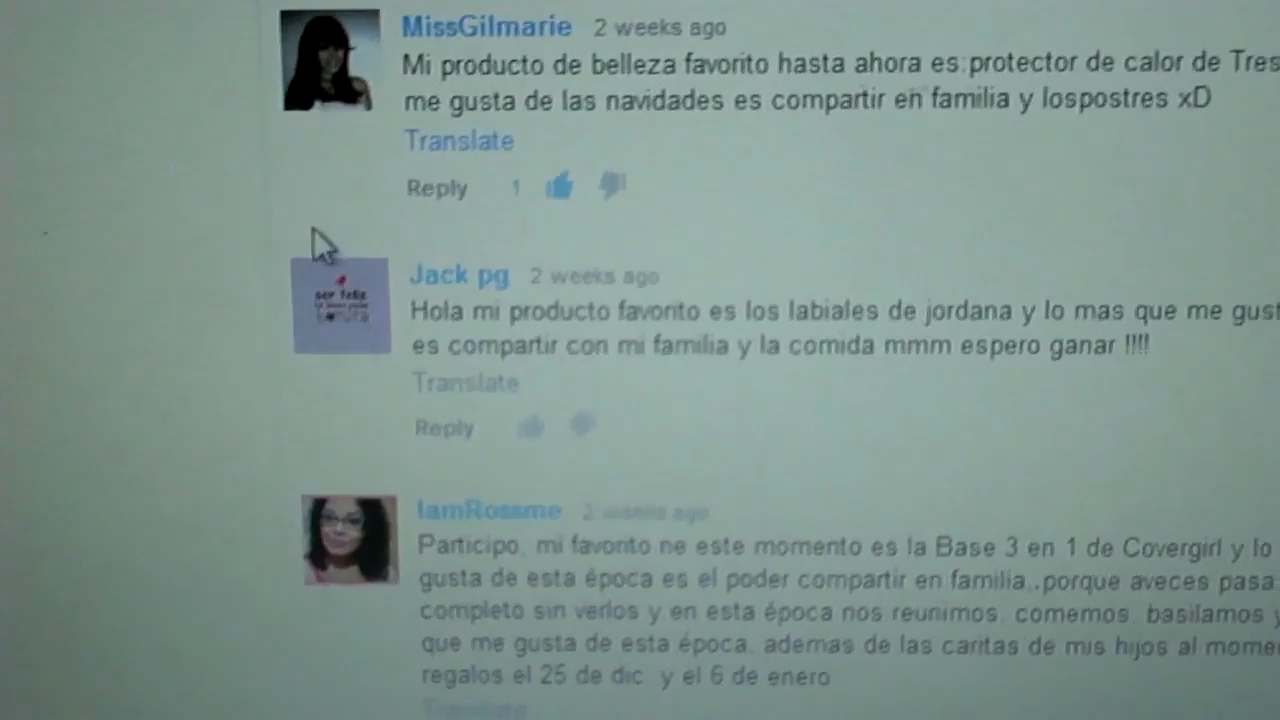 MissGilmarie 2 weeks ago
Mi producto de belleza favorito hasta ahora es:protector de calor de Tres
me gusta de las navidades es compartir en familia y lospostres xD
Translate
Reply 1
Jack pg 2 weeks ago
ser feliz
Hola mi producto favorito es los labiales de jordana y lo mas que me gust
es compartir con mi familia y la comida mmm espero ganar !!!!
Translate
Reply
IamRossme 2 weeks ago
Participo, mi favorito ne este momento es la Base 3 en 1 de Covergirl y lo
gusta de esta época es el poder compartir en familia,.porque aveces pasa
completo sin verlos y en esta época nos reunimos, comemos, basilamos y
que me gusta de esta época, ademas de las caritas de mis hijos al mome
regalos el 25 de dic. y el 6 de enero
Translate